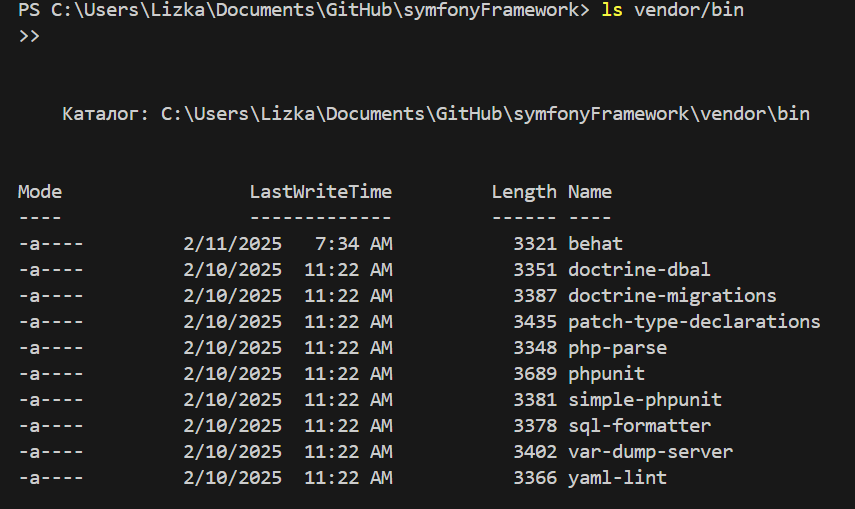 PS C:\Users\Lizka\Documents\GitHub\symfonyFramework> ls vendor/bin
>>
Каталог: C:\Users\Lizka\Documents\GitHub\symfonyFramework\vendor\bin
Mode LastWriteTime Length Name
---- ------------- ------ ----
-a---- 2/11/2025 7:34 AM 3321 behat
-a---- 2/10/2025 11:22 AM 3351 doctrine-dbal
-a---- 2/10/2025 11:22 AM 3387 doctrine-migrations
-a---- 2/10/2025 11:22 AM 3435 patch-type-declarations
-a---- 2/10/2025 11:22 AM 3348 php-parse
-a---- 2/10/2025 11:22 AM 3689 phpunit
-a---- 2/10/2025 11:22 AM 3381 simple-phpunit
-a---- 2/10/2025 11:22 AM 3378 sql-formatter
-a---- 2/10/2025 11:22 AM 3402 var-dump-server
-a---- 2/10/2025 11:22 AM 3366 yaml-lint